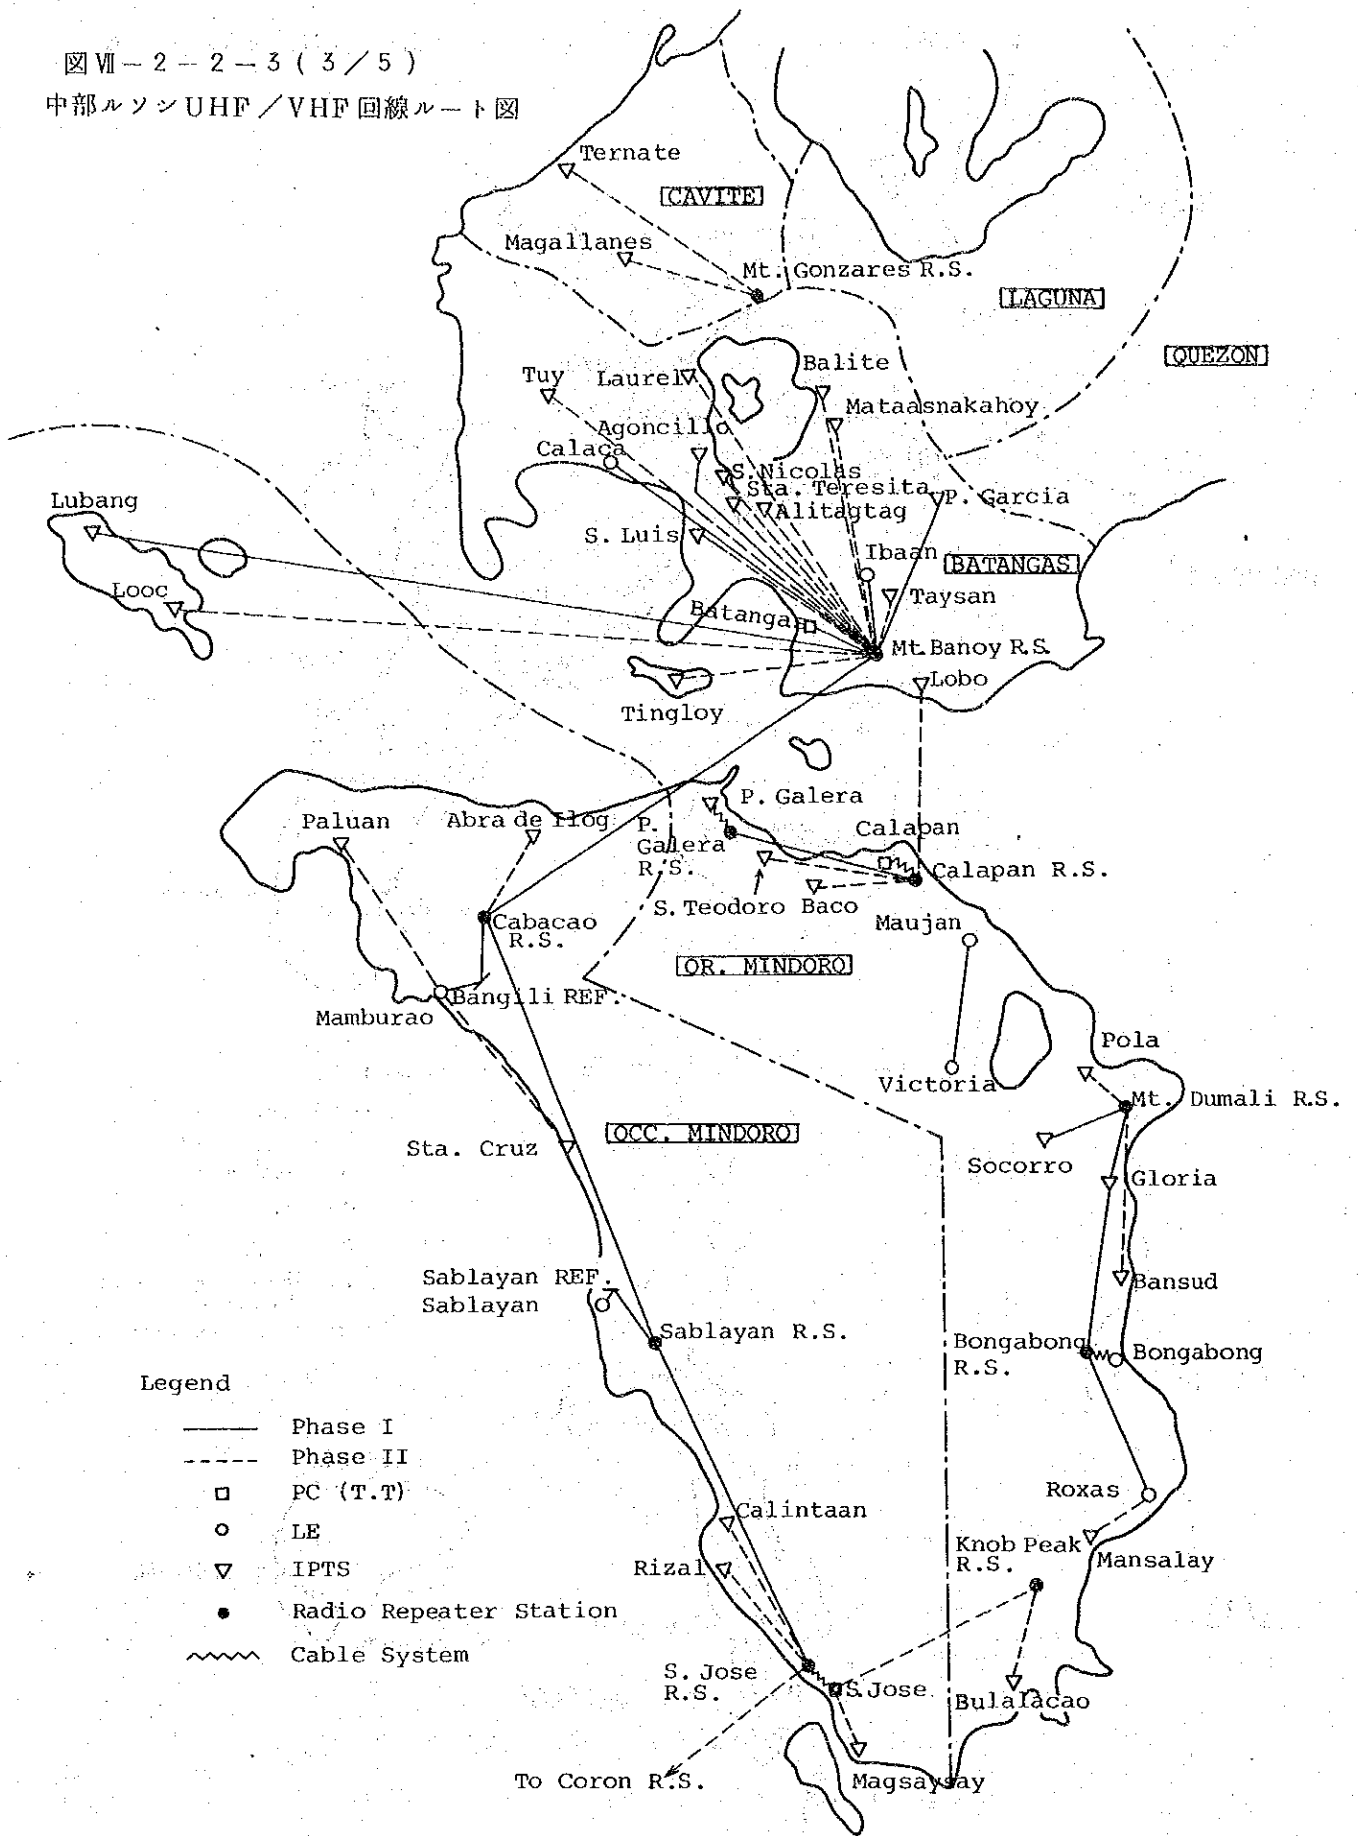 図Ⅶ-2-2-3(3/5)
中部ルソンUHF/VHF回線ルート図
Ternate
CAVITE
Magallanes
Mt. Gonzares R.S.
LAGUNA
QUEZON
Balite
Tuy
Laurel
Mataasnakahoy
Agoncillo
Calaca
S.Nicolas
Sta. Teresita
P. Garcia
Lubang
Alitagtag
S. Luis
Ibaan
BATANGAS
Looc
Taysan
Batangas
Mt.Banoy R.S.
Lobo
Tingloy
P. Galera
Paluan
Abra de Ilog
P.
Galera
R.S.
Calapan
Calapan R.S.
S.Teodoro
Baco
Cabacao
R.S.
Maujan
OR. MINDORO
Bangili REF.
Mamburao
Pola
Victoria
Mt. Dumali R.S.
OCC. MINDORO
Sta. Cruz
Socorro
Gloria
Sablayan REF.
Bansud
Sablayan
Sablayan R.S.
Bongabong
R.S.
Bongabong
Legend
Phase I
Phase II
PC (T.T)
LE
IPTS
Radio Repeater Station
Cable System
Roxas
Calintaan
Knob Peak
R.S.
Mansalay
Rizal
S. Jose
R.S.
S.Jose
Bulalacao
To Coron R.S.
Magsaysay